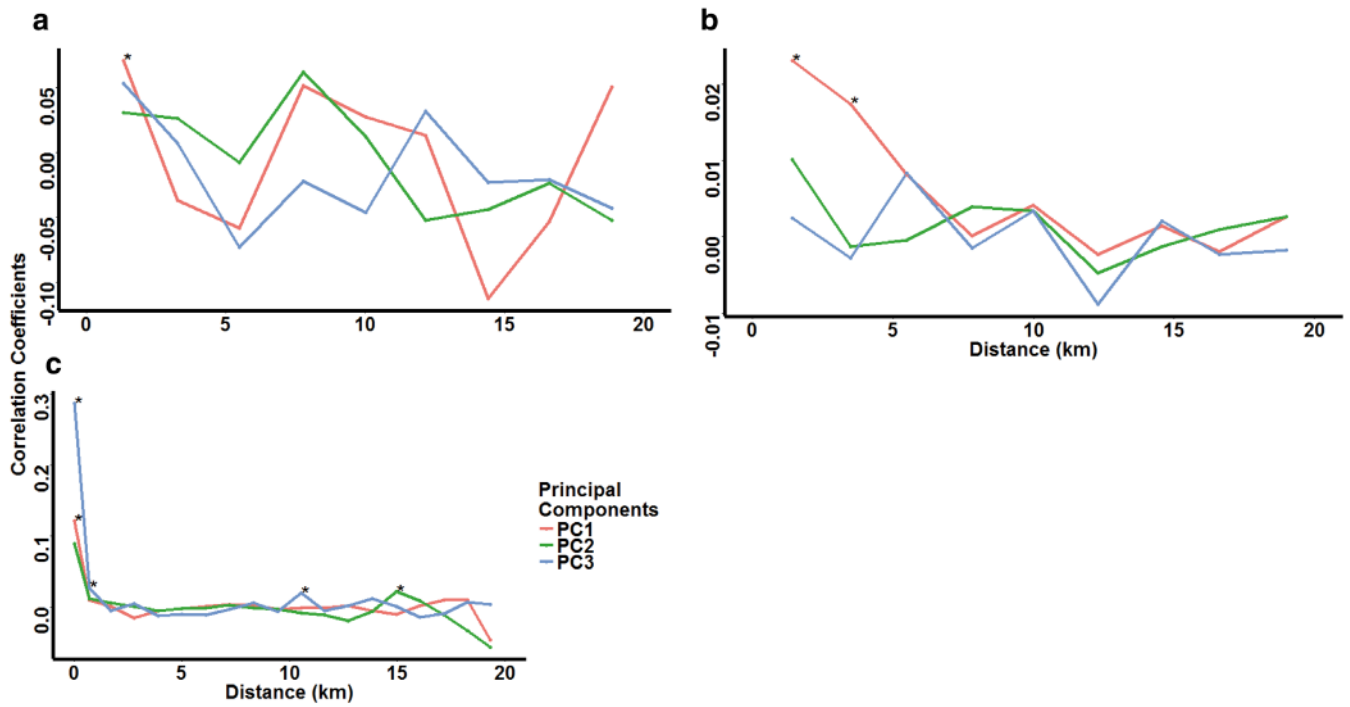 a
*
0.05
0.00
-0.05
-0.10
0 5 10 15 20
b
* *
0.02
0.01
0.00
-0.01
0 5 10 15 20
Distance (km)
Correlation Coefficients
c
* * * * *
0.3
0.2
0.1
0.0
0 5 10 15 20
Distance (km)
Principal
Components
PC1
PC2
PC3